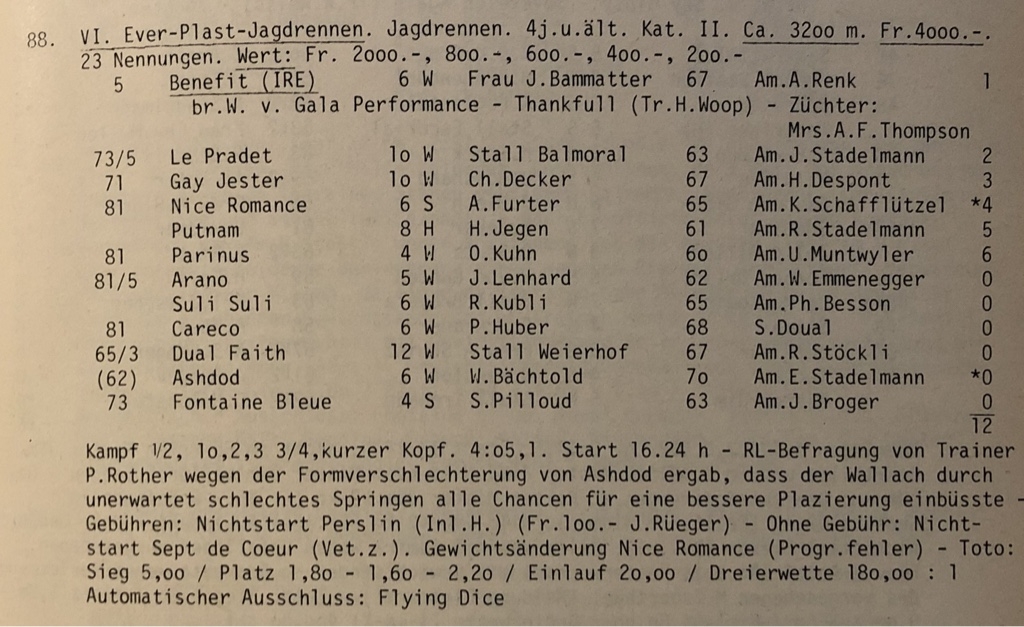 88. VI. Ever-Plast-Jagdrennen. Jagdrennen. 4j.u.ält. Kat. II. Ca. 32oo m. Fr.4ooo.-.
23 Nennungen. Wert: Fr. 2ooo.-, 8oo.-, 6oo.-, 4oo.-, 2oo.-
5 Benefit (IRE) 6 W Frau J.Bammatter 67 Am.A.Renk 1
br.W. v. Gala Performance - Thankfull (Tr.H.Woop) - Züchter:
Mrs.A.F.Thompson
73/5 Le Pradet 1o W Stall Balmoral 63 Am.J.Stadelmann 2
71 Gay Jester 1o W Ch.Decker 67 Am.H.Despont 3
81 Nice Romance 6 S A.Furter 65 Am.K.Schafflützel *4
Putnam 8 H H.Jegen 61 Am.R.Stadelmann 5
81 Parinus 4 W O.Kuhn 6o Am.U.Muntwyler 6
81/5 Arano 5 W J.Lenhard 62 Am.W.Emmenegger 0
Suli Suli 6 W R.Kubli 65 Am.Ph.Besson 0
81 Careco 6 W P.Huber 68 S.Doual 0
65/3 Dual Faith 12 W Stall Weierhof 67 Am.R.Stöckli 0
(62) Ashdod 6 W W.Bächtold 7o Am.E.Stadelmann *0
73 Fontaine Bleue 4 S S.Pilloud 63 Am.J.Broger 0
12
Kampf 1/2, 1o,2,3 3/4,kurzer Kopf. 4:o5,1. Start 16.24 h - RL-Befragung von Trainer
P.Rother wegen der Formverschlechterung von Ashdod ergab, dass der Wallach durch
unerwartet schlechtes Springen alle Chancen für eine bessere Plazierung einbüsste -
Gebühren: Nichtstart Perslin (Inl.H.) (Fr.1oo.- J.Rüeger) - Ohne Gebühr: Nicht-
start Sept de Coeur (Vet.z.). Gewichtsänderung Nice Romance (Progr.fehler) - Toto:
Sieg 5,oo / Platz 1,8o - 1,6o - 2,2o / Einlauf 2o,oo / Dreierwette 18o,oo : 1
Automatischer Ausschluss: Flying Dice